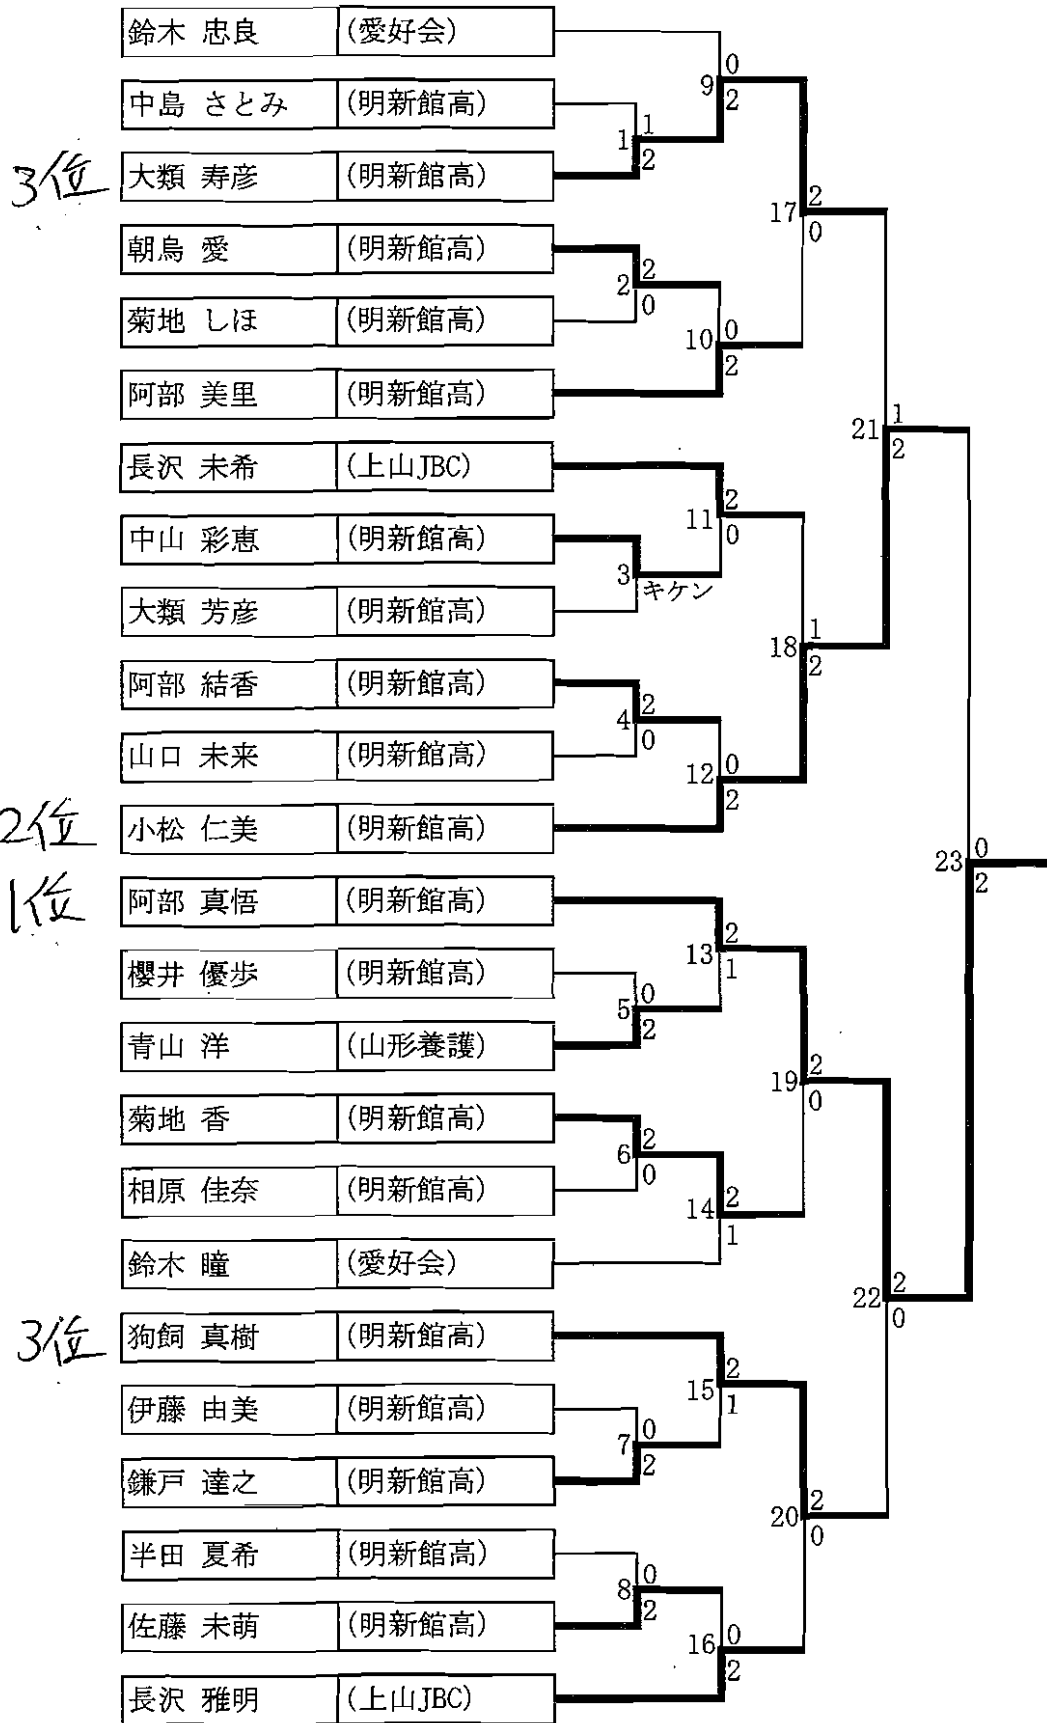 鈴木 忠良 (愛好会)
0
9
2
中島 さとみ (明新館高)
1
1
2
3位 大類 寿彦 (明新館高)
17
2
0
朝烏 愛 (明新館高)
2
2
0
菊地 しほ (明新館高)
10
0
2
阿部 美里 (明新館高)
21
1
2
長沢 未希 (上山JBC)
11
2
0
中山 彩恵 (明新館高)
3
キケン
大類 芳彦 (明新館高)
18
1
2
阿部 結香 (明新館高)
4
2
0
山口 未来 (明新館高)
12
0
2
2位 小松 仁美 (明新館高)
23
0
2
1位 阿部 真悟 (明新館高)
13
2
1
櫻井 優歩 (明新館高)
5
0
2
青山 洋 (山形養護)
19
2
0
菊地 香 (明新館高)
6
2
0
相原 佳奈 (明新館高)
14
2
1
鈴木 瞳 (愛好会)
22
2
0
3位 狗飼 真樹 (明新館高)
15
2
1
伊藤 由美 (明新館高)
7
0
2
鎌戸 達之 (明新館高)
20
2
0
半田 夏希 (明新館高)
8
0
2
佐藤 未萌 (明新館高)
16
0
2
長沢 雅明 (上山JBC)